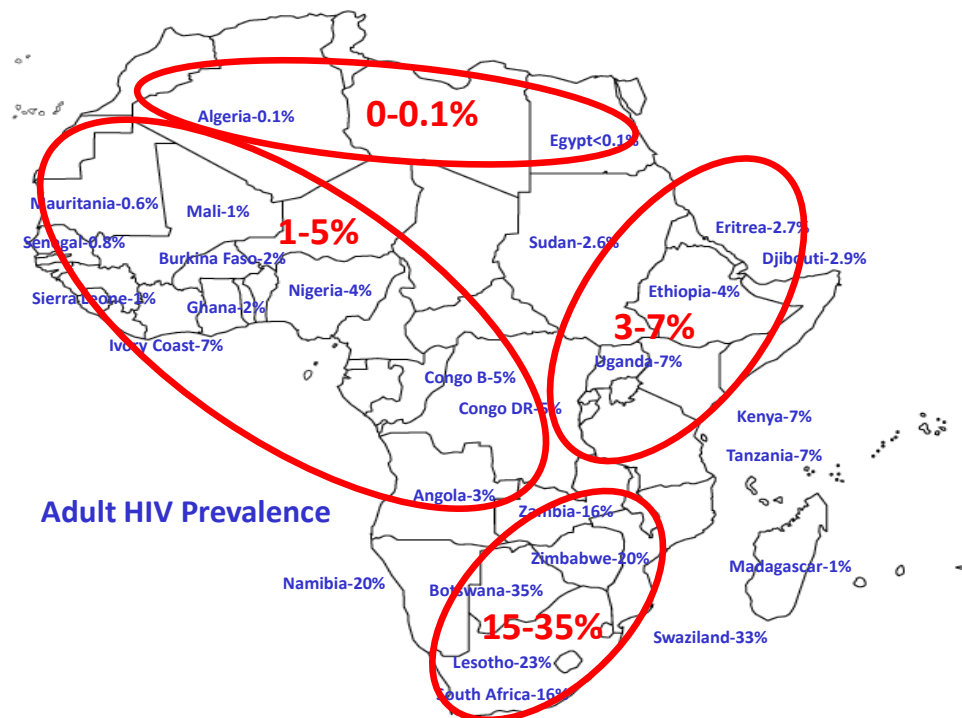 Algeria-0.1%
0-0.1%
Egypt<0.1%
Mauritania-0.6%
Mali-1%
1-5%
Senegal-0.8%
Burkina Faso-2%
Sudan-2.6%
Eritrea-2.7%
Djibouti-2.9%
Sierra Leone-1%
Ghana-2%
Nigeria-4%
Ethiopia-4%
3-7%
Ivory Coast-7%
Uganda-7%
Congo B-5%
Congo DR-5%
Kenya-7%
Tanzania-7%
Angola-3%
Adult HIV Prevalence
Zambia-16%
Zimbabwe-20%
Madagascar-1%
Namibia-20%
Botswana-35%
15-35%
Swaziland-33%
Lesotho-23%
South Africa-16%